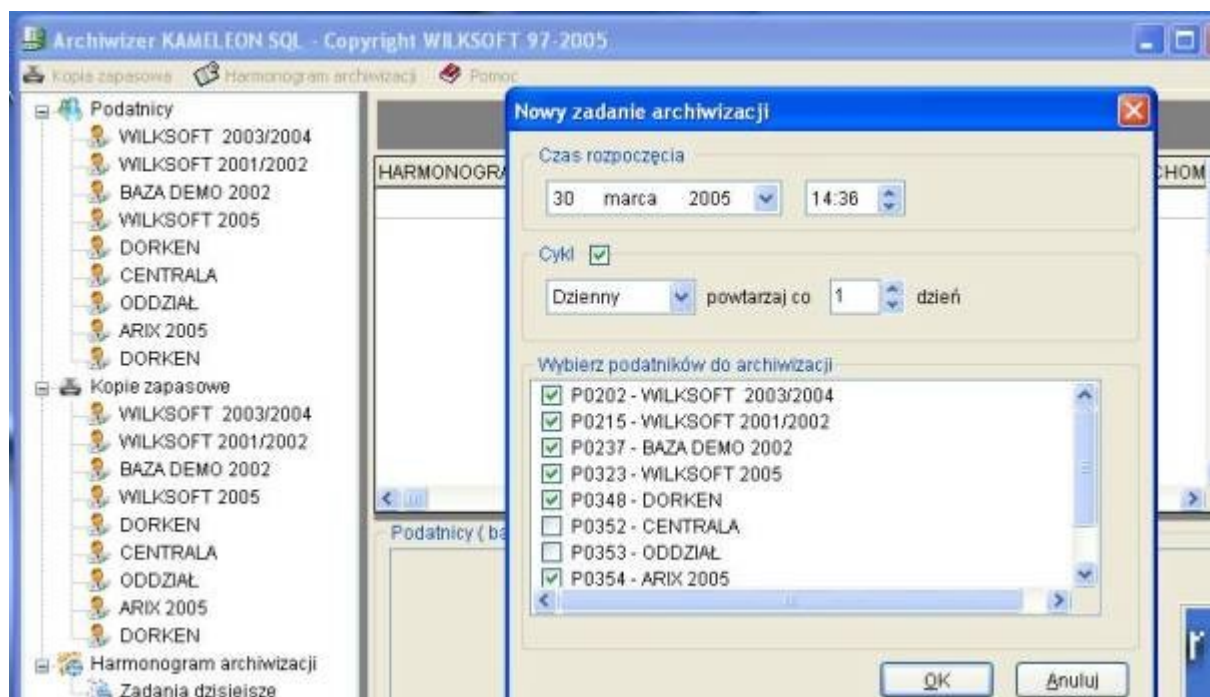 Archiwizer KAMELEON SQL - Copyright WILKSOFT 97-2005
Kopia zapasowa Harmonogram archiwizacji Pomoc
Podatnicy
WILKSOFT 2003/2004
WILKSOFT 2001/2002
BAZA DEMO 2002
WILKSOFT 2005
DORKEN
CENTRALA
ODDZIAŁ
ARIX 2005
DORKEN
Kopie zapasowe
WILKSOFT 2003/2004
WILKSOFT 2001/2002
BAZA DEMO 2002
WILKSOFT 2005
DORKEN
CENTRALA
ODDZIAŁ
ARIX 2005
DORKEN
Harmonogram archiwizacji
Zadania dzisiejsze
HARMONOGRA
CHOM
Podatnicy ( ba
Nowy zadanie archiwizacji
Czas rozpoczęcia
30 marca 2005 14:36
Cykl
Dzienny powtarzaj co 1 dzień
Wybierz podatników do archiwizacji
P0202 - WILKSOFT 2003/2004
P0215 - WILKSOFT 2001/2002
P0237 - BAZA DEMO 2002
P0323 - WILKSOFT 2005
P0348 - DORKEN
P0352 - CENTRALA
P0353 - ODDZIAŁ
P0354 - ARIX 2005
OK Anuluj
r